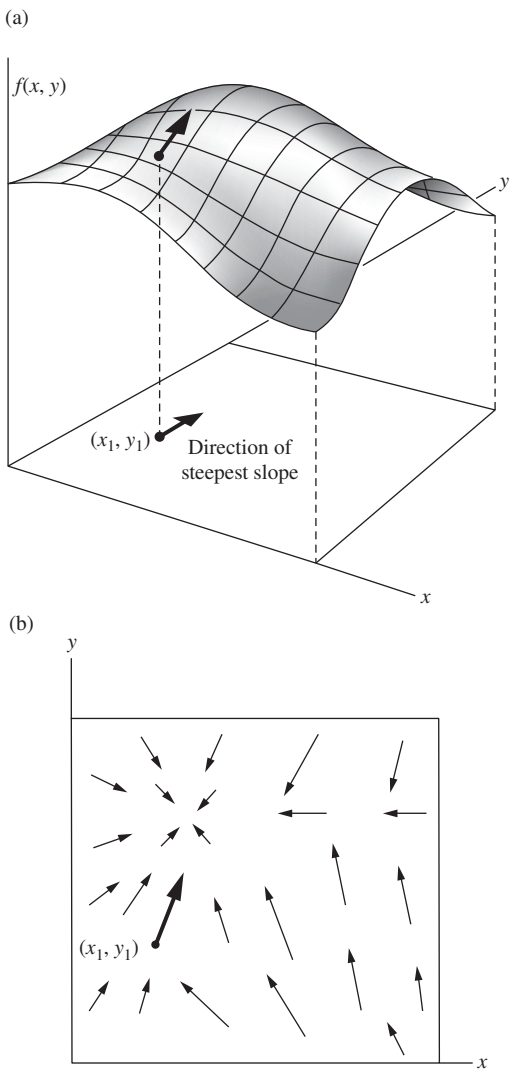 (a)
f(x, y)
y
(x₁, y₁)
Direction of
steepest slope
x
(b)
y
(x₁, y₁)
x